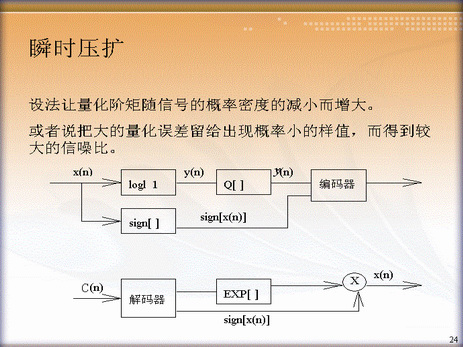 瞬时压扩
设法让量化阶矩随信号的概率密度的减小而增大。
或者说把大的量化误差留给出现概率小的样值，而得到较
大的信噪比。
x(n) y(n) ŷ(n)
logl 1 Q[ ] 编码器
sign[ ] sign[x(n)]
C(n) 解码器 EXP[ ] X x(n)
sign[x(n)]
24